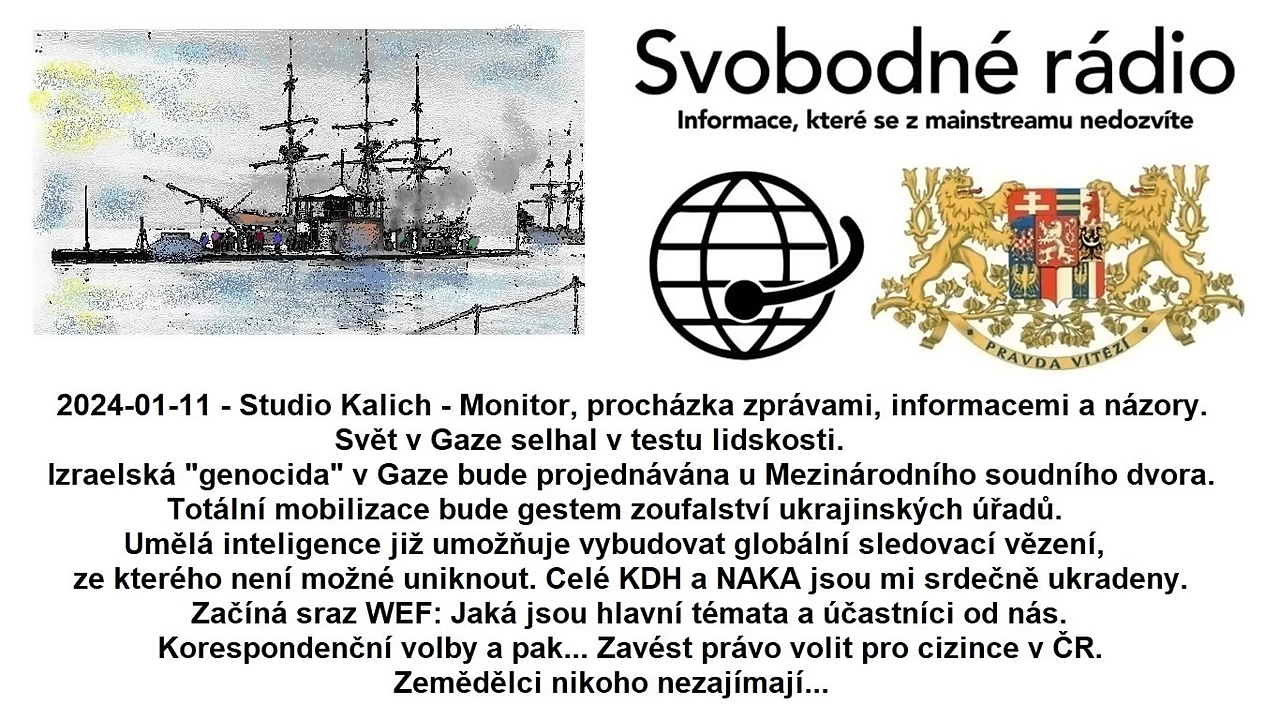 Svobodné rádio
Informace, které se z mainstreamu nedozvíte
PRAVDA VÍTĚZÍ
2024-01-11 - Studio Kalich - Monitor, procházka zprávami, informacemi a názory.
Svět v Gaze selhal v testu lidskosti.
Izraelská "genocida" v Gaze bude projednávána u Mezinárodního soudního dvora.
Totální mobilizace bude gestem zoufalství ukrajinských úřadů.
Umělá inteligence již umožňuje vybudovat globální sledovací vězení,
ze kterého není možné uniknout. Celé KDH a NAKA jsou mi srdečně ukradeny.
Začíná sraz WEF: Jaká jsou hlavní témata a účastníci od nás.
Korespondenční volby a pak... Zavést právo volit pro cizince v ČR.
Zemědělci nikoho nezajímají...